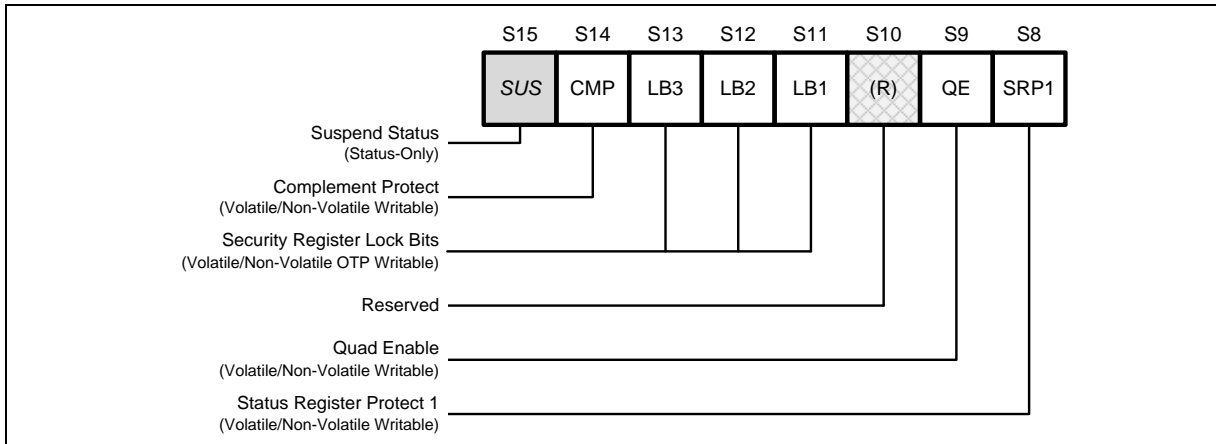 S15 S14 S13 S12 S11 S10 S9 S8
SUS CMP LB3 LB2 LB1 (R) QE SRP1
Suspend Status
(Status-Only)
Complement Protect
(Volatile/Non-Volatile Writable)
Security Register Lock Bits
(Volatile/Non-Volatile OTP Writable)
Reserved
Quad Enable
(Volatile/Non-Volatile Writable)
Status Register Protect 1
(Volatile/Non-Volatile Writable)